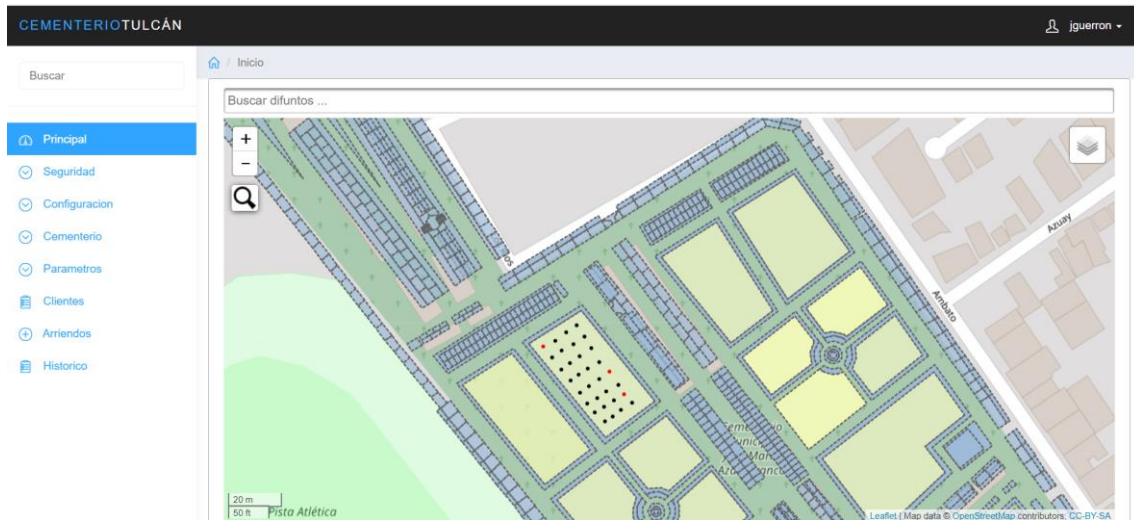 CEMENTERIOTULCÁN
jguerron
Buscar
/ Inicio
Buscar difuntos ...
Principal
Seguridad
Configuracion
Cementerio
Parametros
Clientes
Arriendos
Historico
+
-
Azuay
Ambato
20 m
50 ft
Pista Atlética
Leaflet | Map data © OpenStreetMap contributors, CC-BY-SA